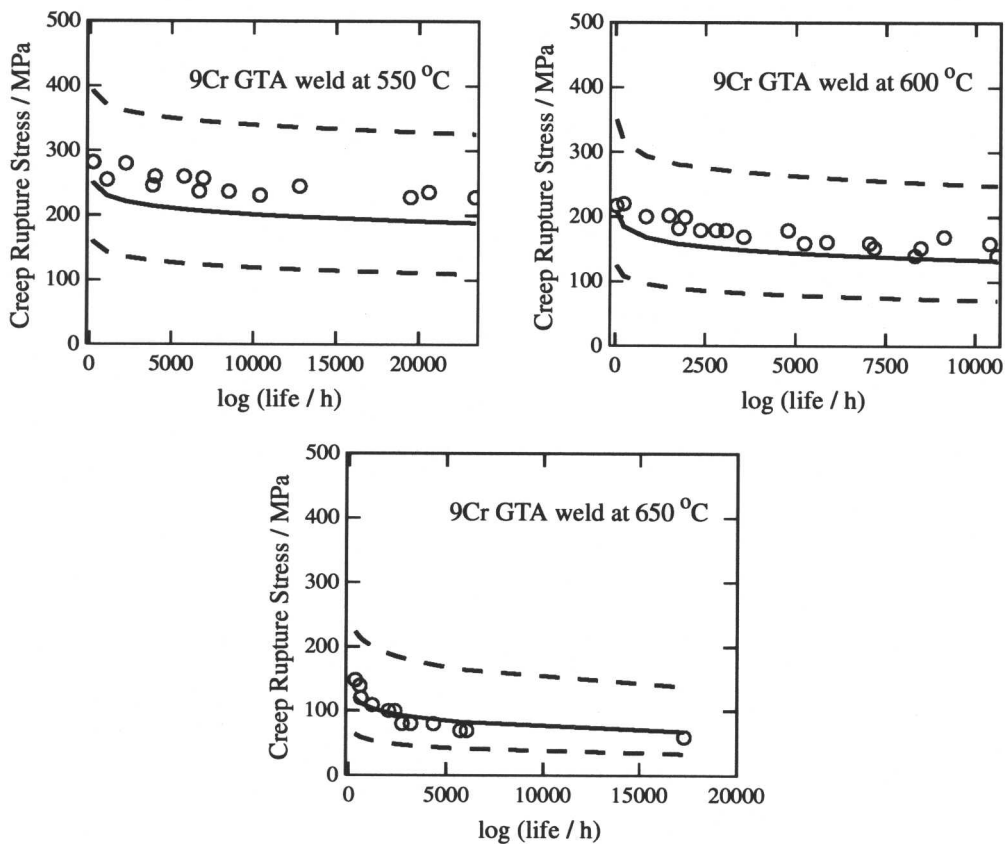 500
400
300
200
100
0
Creep Rupture Stress / MPa
9Cr GTA weld at 550 °C
0 5000 10000 15000 20000
log (life / h)
500
400
300
200
100
0
Creep Rupture Stress / MPa
9Cr GTA weld at 600 °C
0 2500 5000 7500 10000
log (life / h)
500
400
300
200
100
0
Creep Rupture Stress / MPa
9Cr GTA weld at 650 °C
0 5000 10000 15000 20000
log (life / h)